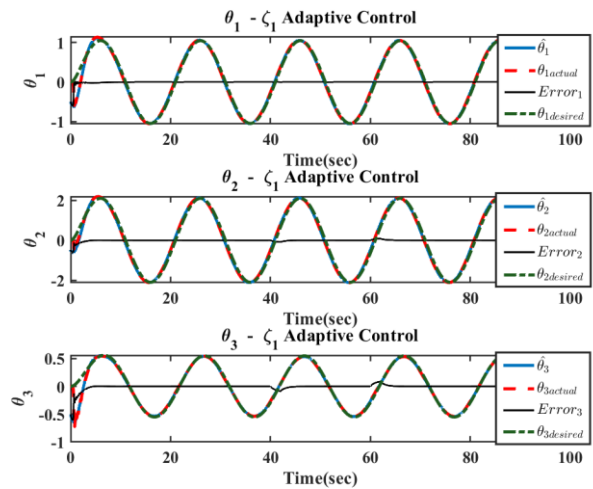 θ₁ - ζ₁ Adaptive Control
1
0
-1
θ₁
0
20
40
60
80
100
Time(sec)
θ̂₁
θ₁actual
Error₁
θ₁desired
θ₂ - ζ₁ Adaptive Control
2
0
-2
θ₂
0
20
40
60
80
100
Time(sec)
θ̂₂
θ₂actual
Error₂
θ₂desired
θ₃ - ζ₁ Adaptive Control
0.5
0
-0.5
-1
θ₃
0
20
40
60
80
100
Time(sec)
θ̂₃
θ₃actual
Error₃
θ₃desired